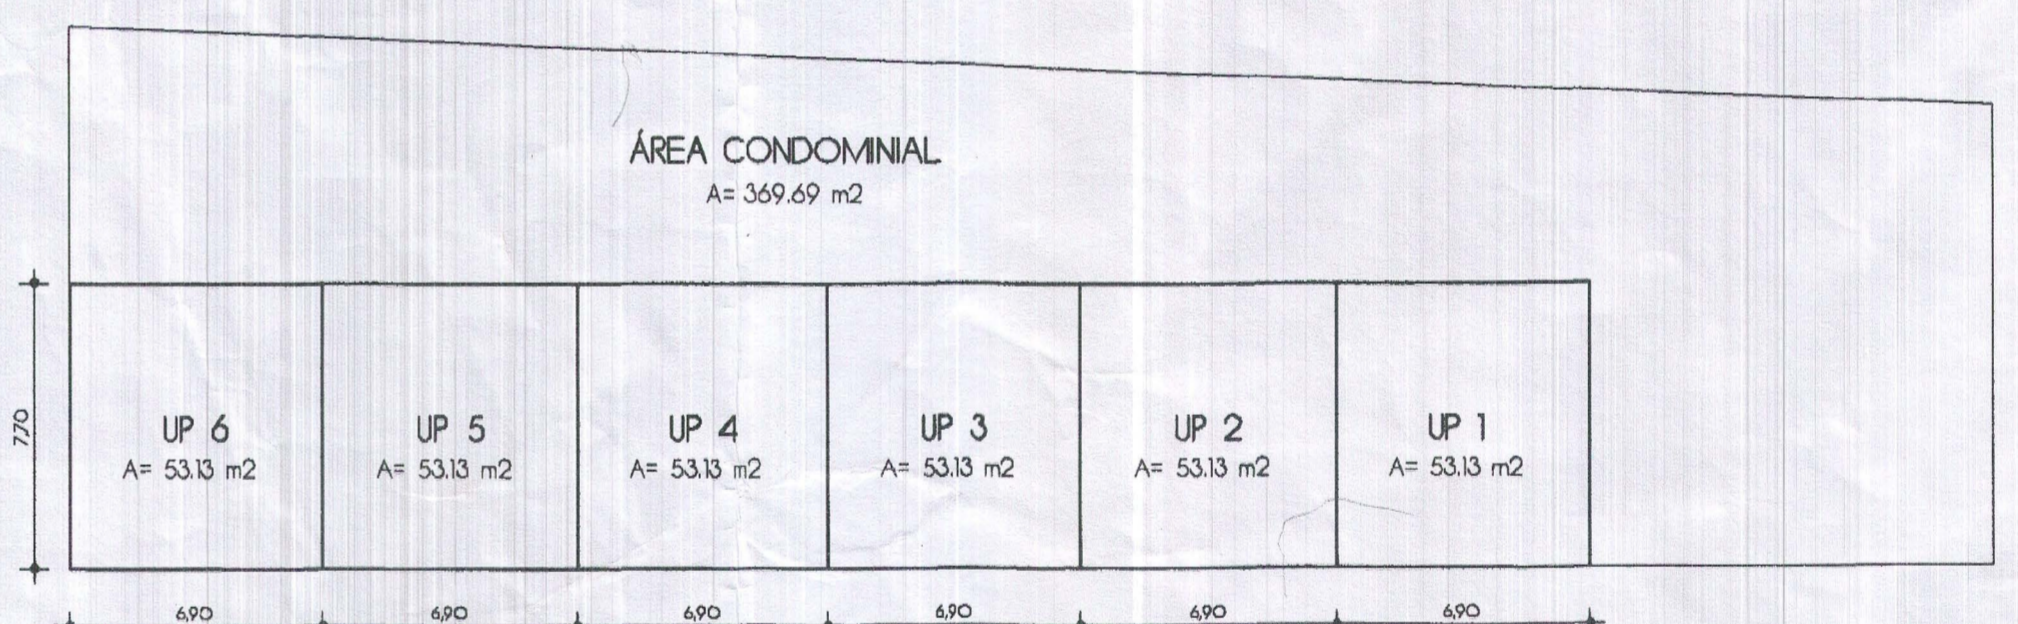 ÁREA CONDOMINIAL
A= 369.69 m2
7,70
UP 6
A= 53.13 m2
UP 5
A= 53.13 m2
UP 4
A= 53.13 m2
UP 3
A= 53.13 m2
UP 2
A= 53.13 m2
UP 1
A= 53.13 m2
6,90
6,90
6,90
6,90
6,90
6,90